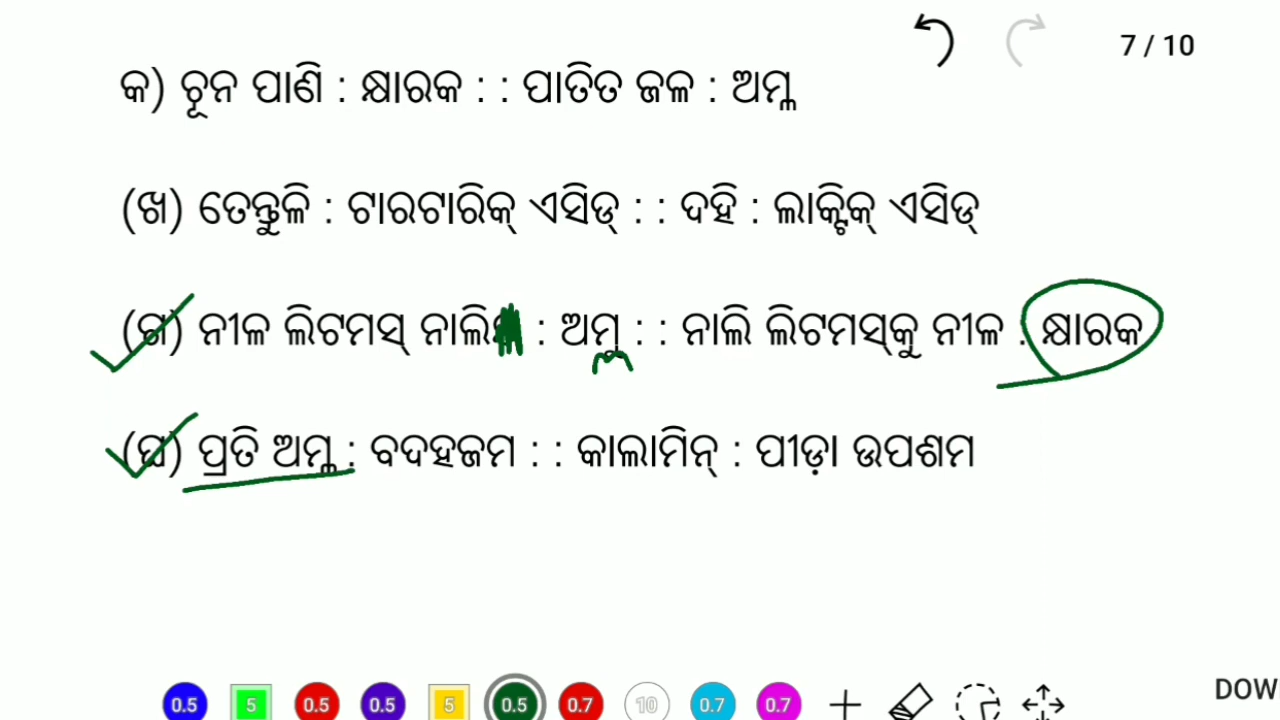 7 / 10
କ) ଚୂନ ପାଣି : କ୍ଷାରକ : : ପାତିତ ଜଳ : ଅମ୍ଳ
(ଖ) ତେନ୍ତୁଳି : ଟାରଟାରିକ୍ ଏସିଡ୍ : : ଦହି : ଲାକ୍ଟିକ୍ ଏସିଡ୍
(ଗ) ନୀଳ ଲିଟମସ୍ ନାଲି : ଅମ୍ଳ : : ନାଲି ଲିଟମସ୍‌କୁ ନୀଳ : କ୍ଷାରକ
(ଘ) ପ୍ରତି ଅମ୍ଳ : ବଦହଜମ : : କାଲାମିନ୍ : ପୀଡ଼ା ଉପଶମ
0.5 5 0.5 0.5 5 0.5 0.7 10 0.7 0.7
DOW